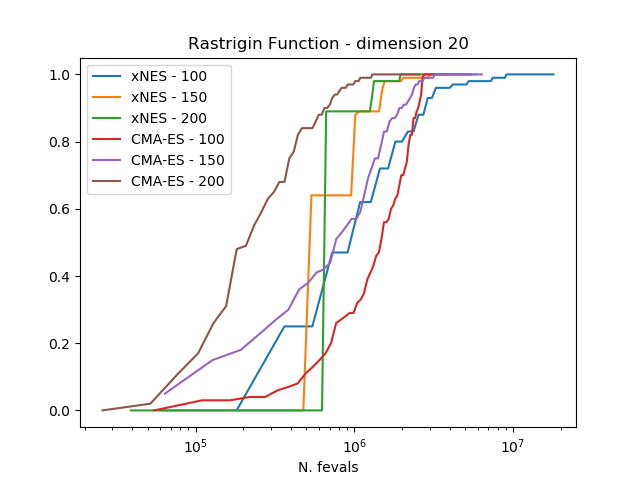 Rastrigin Function - dimension 20
1.0
0.8
0.6
0.4
0.2
0.0
xNES - 100
xNES - 150
xNES - 200
CMA-ES - 100
CMA-ES - 150
CMA-ES - 200
10⁵
10⁶
10⁷
N. fevals